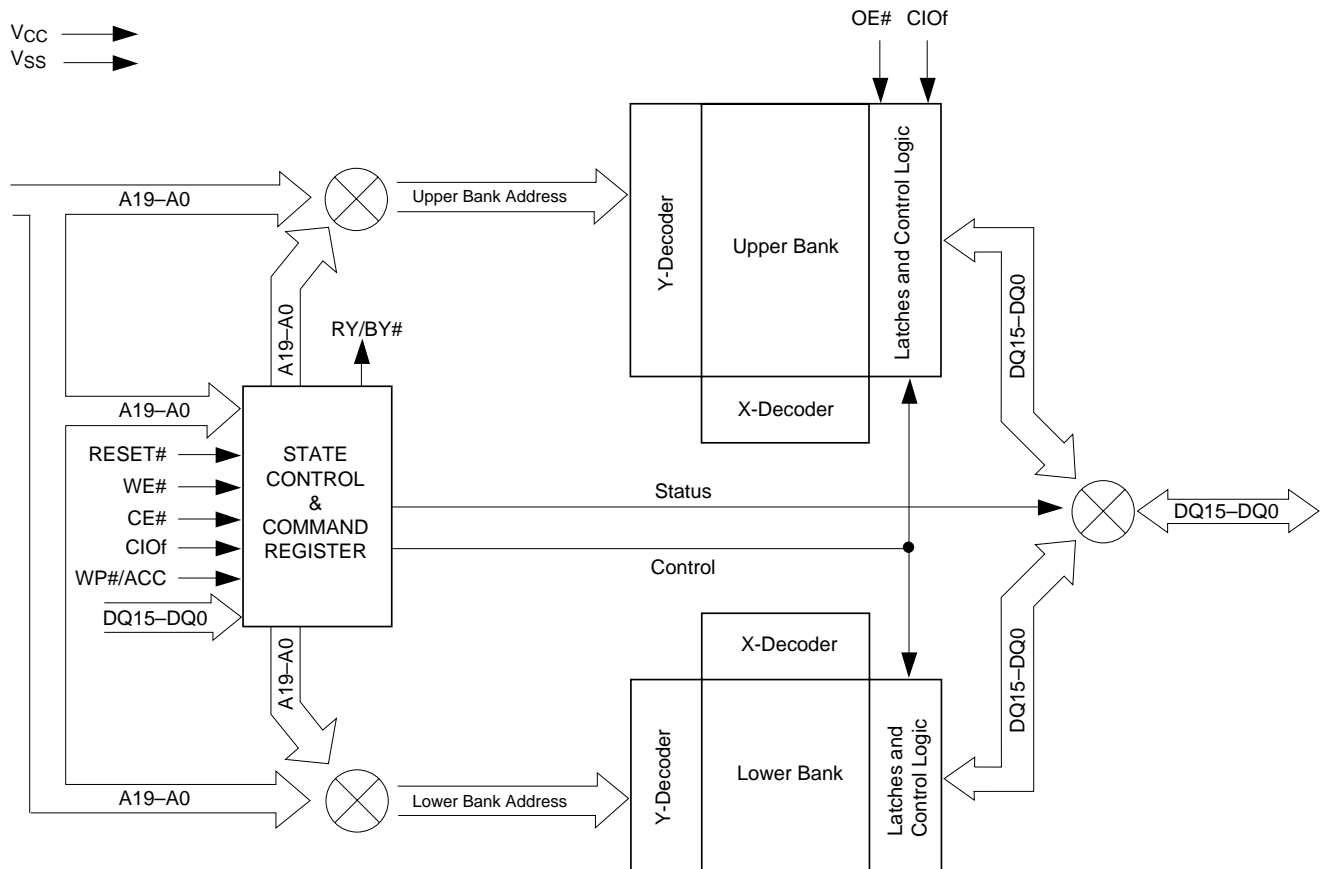 VCC
VSS
OE# CIOf
A19–A0
Upper Bank Address
Y-Decoder
Upper Bank
Latches and Control Logic
X-Decoder
DQ15–DQ0
A19–A0
RY/BY#
A19–A0
RESET#
WE#
CE#
CIOf
WP#/ACC
DQ15–DQ0
STATE
CONTROL
&
COMMAND
REGISTER
Status
Control
DQ15–DQ0
A19–A0
X-Decoder
DQ15–DQ0
A19–A0
Lower Bank Address
Y-Decoder
Lower Bank
Latches and
Control Logic